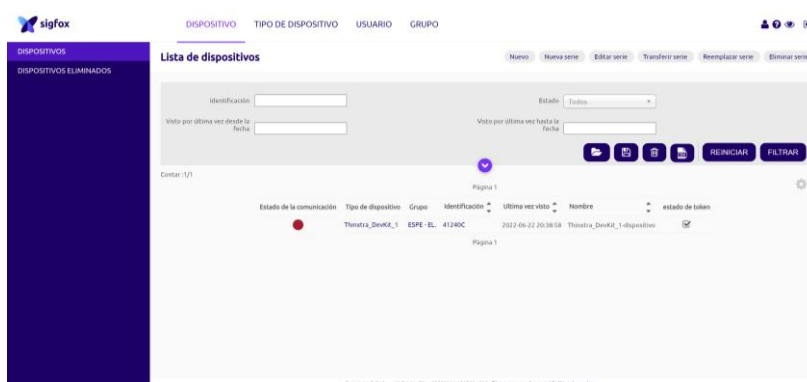 sigfox
DISPOSITIVO TIPO DE DISPOSITIVO USUARIO GRUPO
DISPOSITIVOS
DISPOSITIVOS ELIMINADOS
Lista de dispositivos
Nuevo Nueva serie Editar serie Transferir serie Reemplazar serie Eliminar serie
Identificación
Estado Todos
Visto por última vez desde la fecha
Visto por última vez hasta la fecha
REINICIAR FILTRAR
Contar :1/1
Página 1
Estado de la comunicación Tipo de dispositivo Grupo Identificación Ultima vez visto Nombre estado de token
Thinxtra_DevKit_1 ESPE - EL. 41240C 2022-06-22 20:38:58 Thinxtra_DevKit_1-dispositivo
Página 1